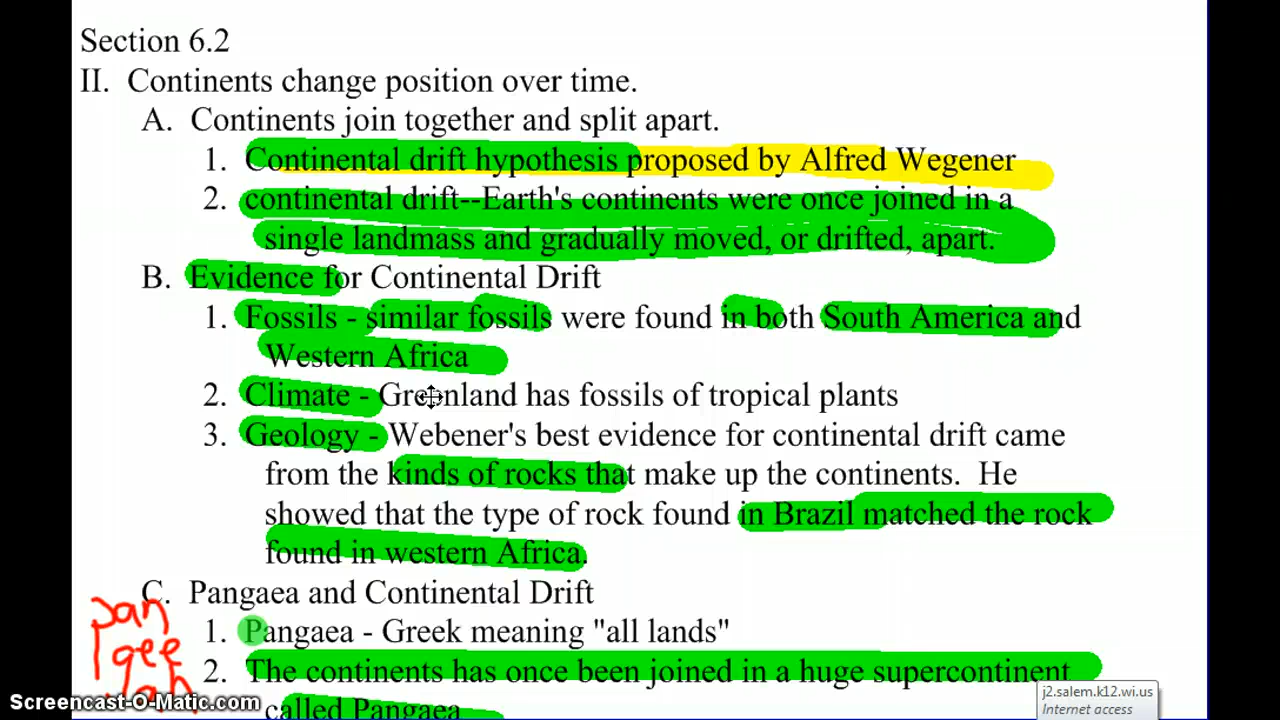 Section 6.2
II. Continents change position over time.
A. Continents join together and split apart.
1. Continental drift hypothesis proposed by Alfred Wegener
2. continental drift--Earth's continents were once joined in a
single landmass and gradually moved, or drifted, apart.
B. Evidence for Continental Drift
1. Fossils - similar fossils were found in both South America and
Western Africa
2. Climate - Greenland has fossils of tropical plants
3. Geology - Webener's best evidence for continental drift came
from the kinds of rocks that make up the continents. He
showed that the type of rock found in Brazil matched the rock
found in western Africa.
C. Pangaea and Continental Drift
pan
1. Pangaea - Greek meaning "all lands"
gee
2. The continents has once been joined in a huge supercontinent
yah
called Pangaea
Screencast-O-Matic.com
j2.salem.k12.wi.us
Internet access